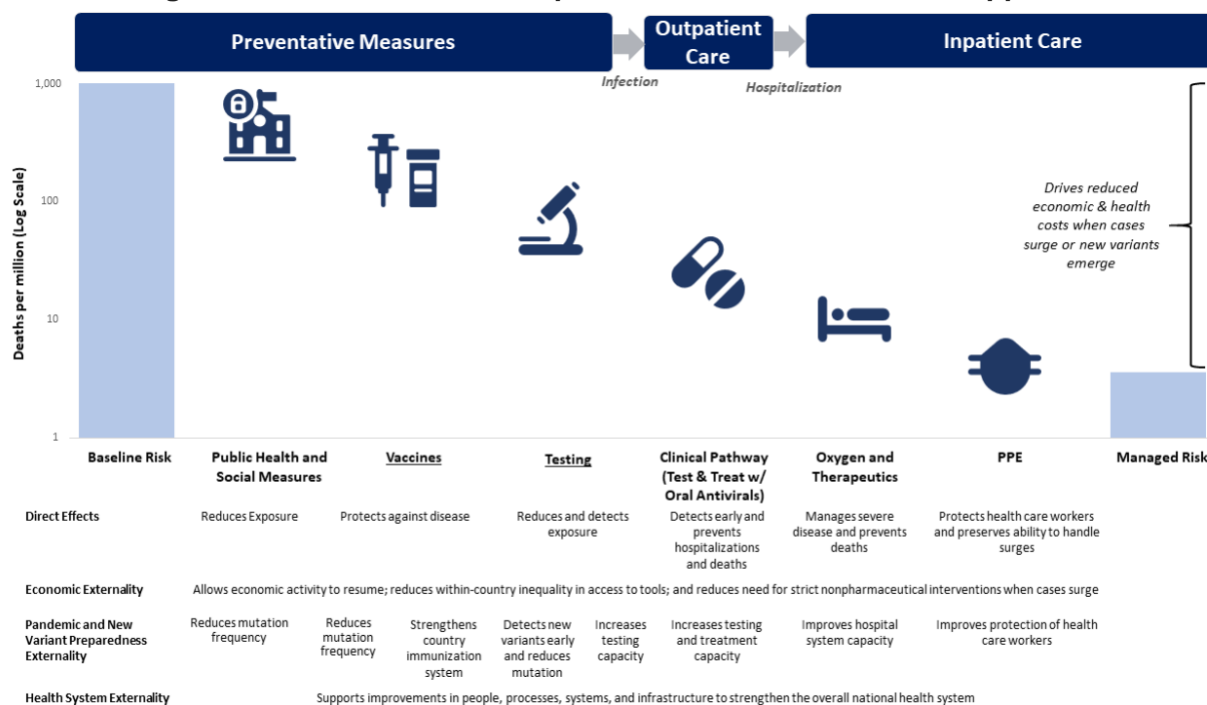 Preventative Measures
Outpatient
Care
Inpatient Care
Infection
Hospitalization
Deaths per million (Log Scale)
1,000
100
10
1
Drives reduced
economic & health
costs when cases
surge or new variants
emerge
Baseline Risk
Public Health and
Social Measures
Vaccines
Testing
Clinical Pathway
(Test & Treat w/
Oral Antivirals)
Oxygen and
Therapeutics
PPE
Managed Risk
Direct Effects
Reduces Exposure
Protects against disease
Reduces and detects
exposure
Detects early and
prevents
hospitalizations
and deaths
Manages severe
disease and prevents
deaths
Protects health care workers
and preserves ability to handle
surges
Economic Externality
Allows economic activity to resume; reduces within-country inequality in access to tools; and reduces need for strict nonpharmaceutical interventions when cases surge
Pandemic and New
Variant Preparedness
Externality
Reduces mutation
frequency
Reduces
mutation
frequency
Strengthens
country
immunization
system
Detects new
variants early
and reduces
mutation
Increases
testing
capacity
Increases testing
and treatment
capacity
Improves hospital
system capacity
Improves protection of health
care workers
Health System Externality
Supports improvements in people, processes, systems, and infrastructure to strengthen the overall national health system